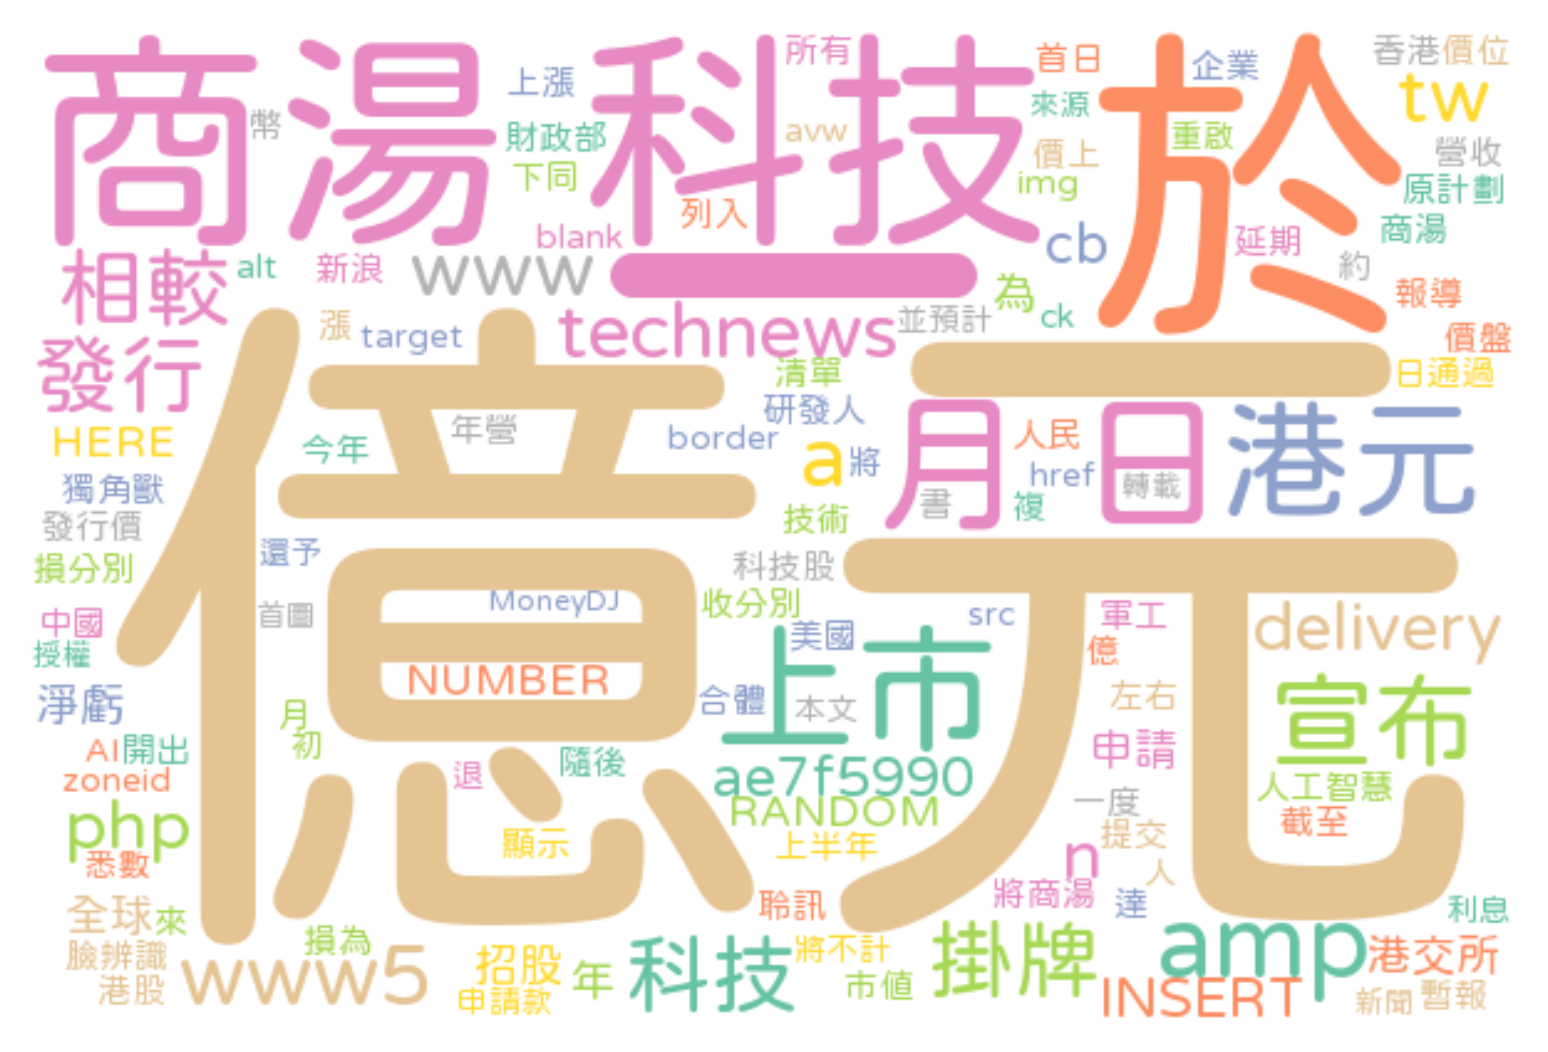 商湯科技
於
所有
首日
企業
香港價位
上漲
tw
幣
財政部
avw
來源
重啟
下同
價上
營收
img
原計劃
列入
商湯
blank
cb
延期
相較
alt
新浪
www
約
為
報導
漲
target
technews
並預計
ck
價盤
發行
清單
日通過
億元
研發人
HERE
今年
年營
border
a
將
月
人民
日
港元
獨角獸
href
轉載
發行價
書
複
技術
損分別
還予
科技股
中國
首圖
MoneyDJ
收分別
src
軍工
delivery
授權
美國
億
NUMBER
上市
淨虧
合體
本文
左右
宣布
月
初
AI
開出
隨後
申請
zoneid
退
ae7f5990
人工智慧
php
RANDOM
一度
截至
悉數
顯示
上半年
n
提交
人
全球
來
聆訊
將商湯
達
利息
臉辨識
損為
www5
招股
年
科技
將不計
掛牌
amp
港交所
港股
申請款
市值
INSERT
新聞
暫報